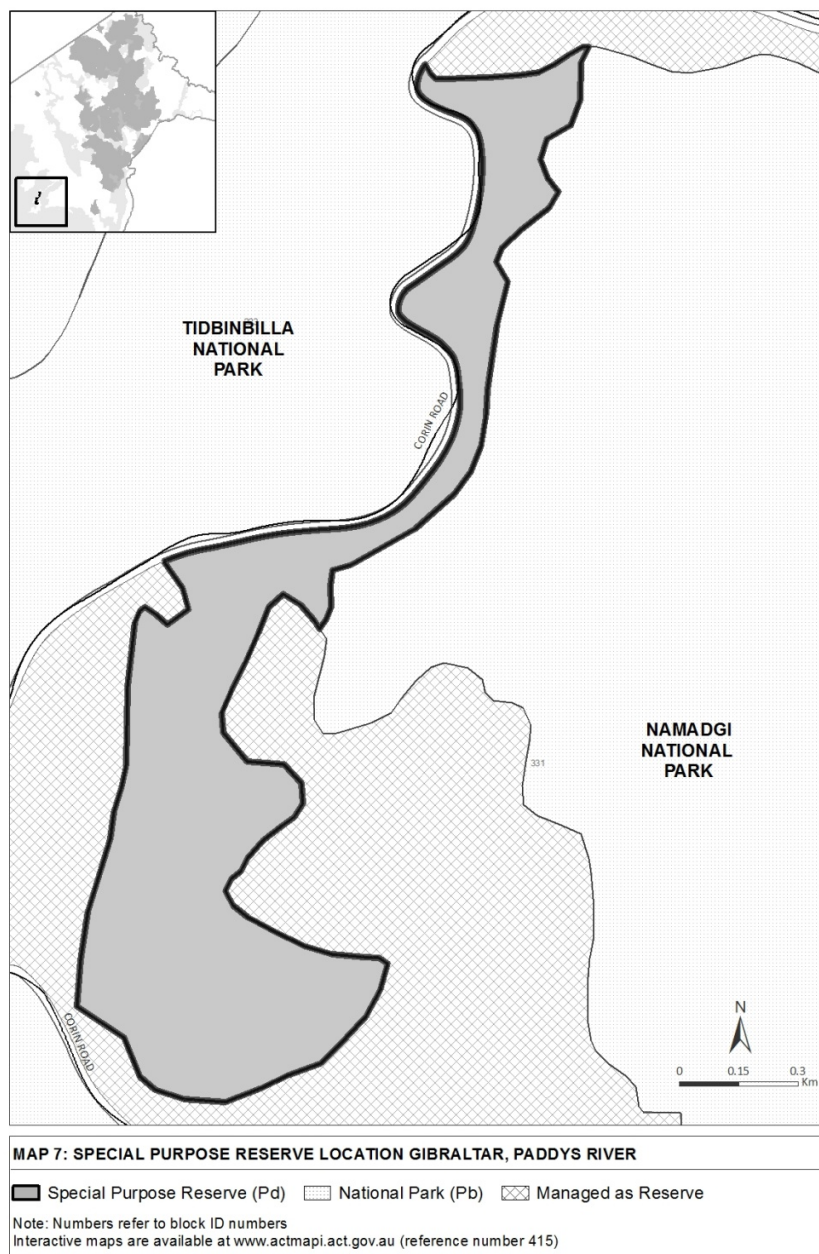 TIDBINBILLA
NATIONAL
PARK
CORIN ROAD
NAMADGI
NATIONAL
PARK
331
CORIN ROAD
N
0 0.15 0.3
Km
MAP 7: SPECIAL PURPOSE RESERVE LOCATION GIBRALTAR, PADDYS RIVER
Special Purpose Reserve (Pd) National Park (Pb) Managed as Reserve
Note: Numbers refer to block ID numbers
Interactive maps are available at www.actmapi.act.gov.au (reference number 415)